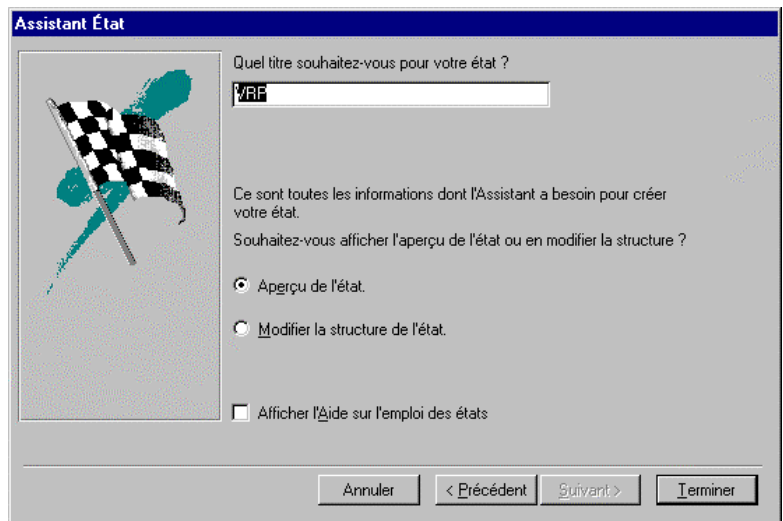 Assistant État
Quel titre souhaitez-vous pour votre état ?
VRP
Ce sont toutes les informations dont l'Assistant a besoin pour créer
votre état.
Souhaitez-vous afficher l'aperçu de l'état ou en modifier la structure ?
Aperçu de l'état.
Modifier la structure de l'état.
Afficher l'Aide sur l'emploi des états
Annuler < Précédent Suivant > Terminer